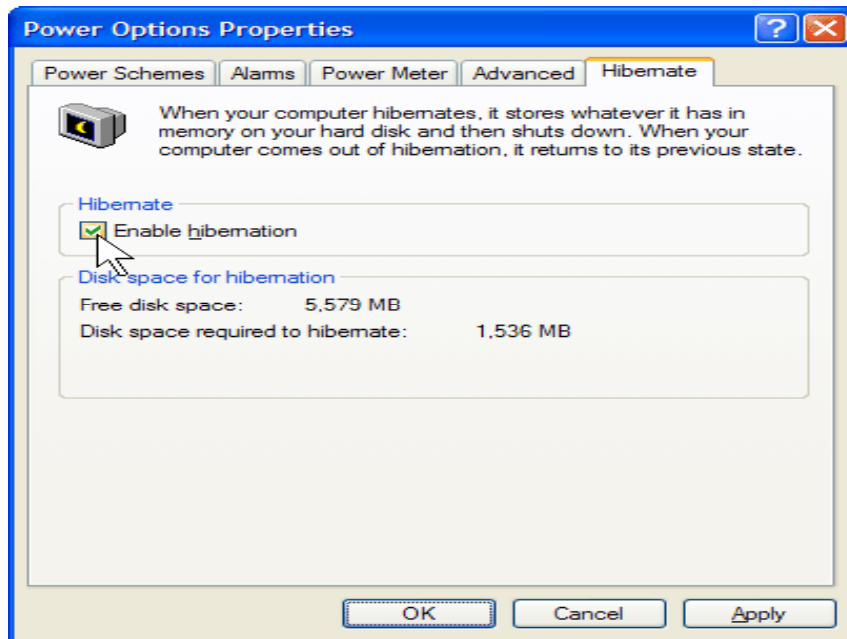 Power Options Properties
Power Schemes Alarms Power Meter Advanced Hibernate
When your computer hibernates, it stores whatever it has in
memory on your hard disk and then shuts down. When your
computer comes out of hibernation, it returns to its previous state.
Hibernate
Enable hibernation
Disk space for hibernation
Free disk space: 5,579 MB
Disk space required to hibernate: 1,536 MB
OK Cancel Apply